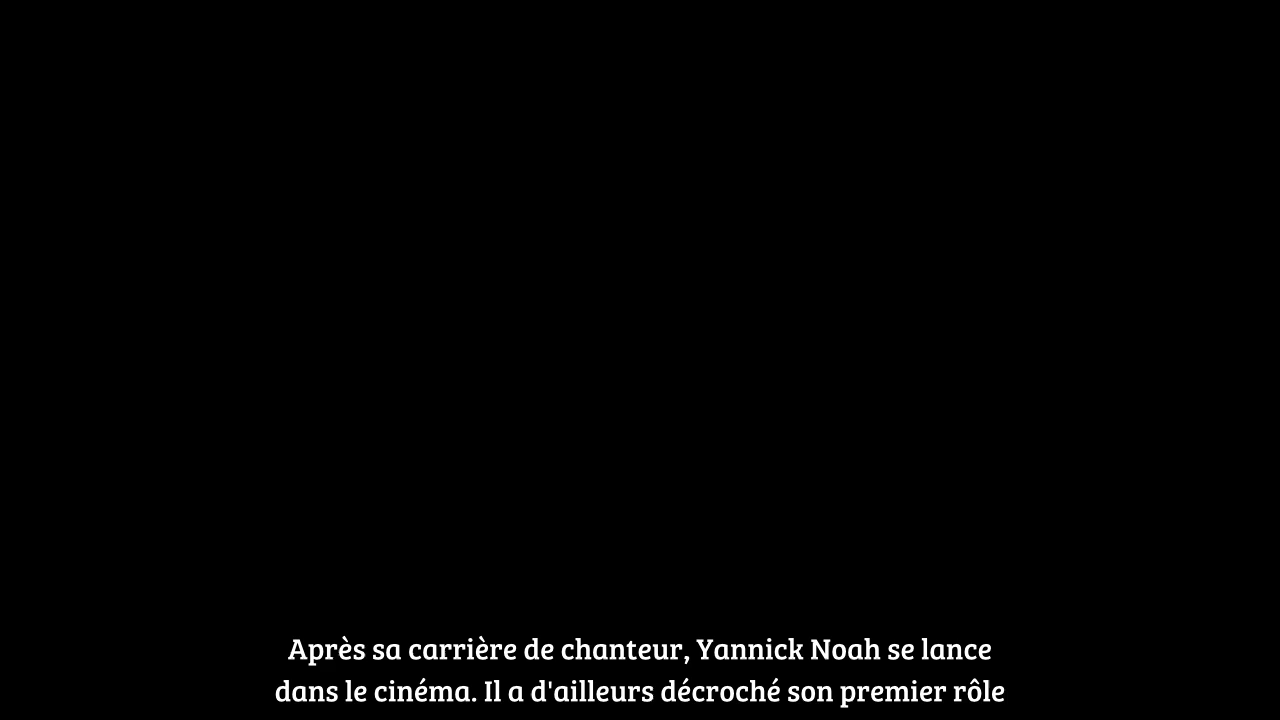 Après sa carrière de chanteur, Yannick Noah se lance
dans le cinéma. Il a d'ailleurs décroché son premier rôle